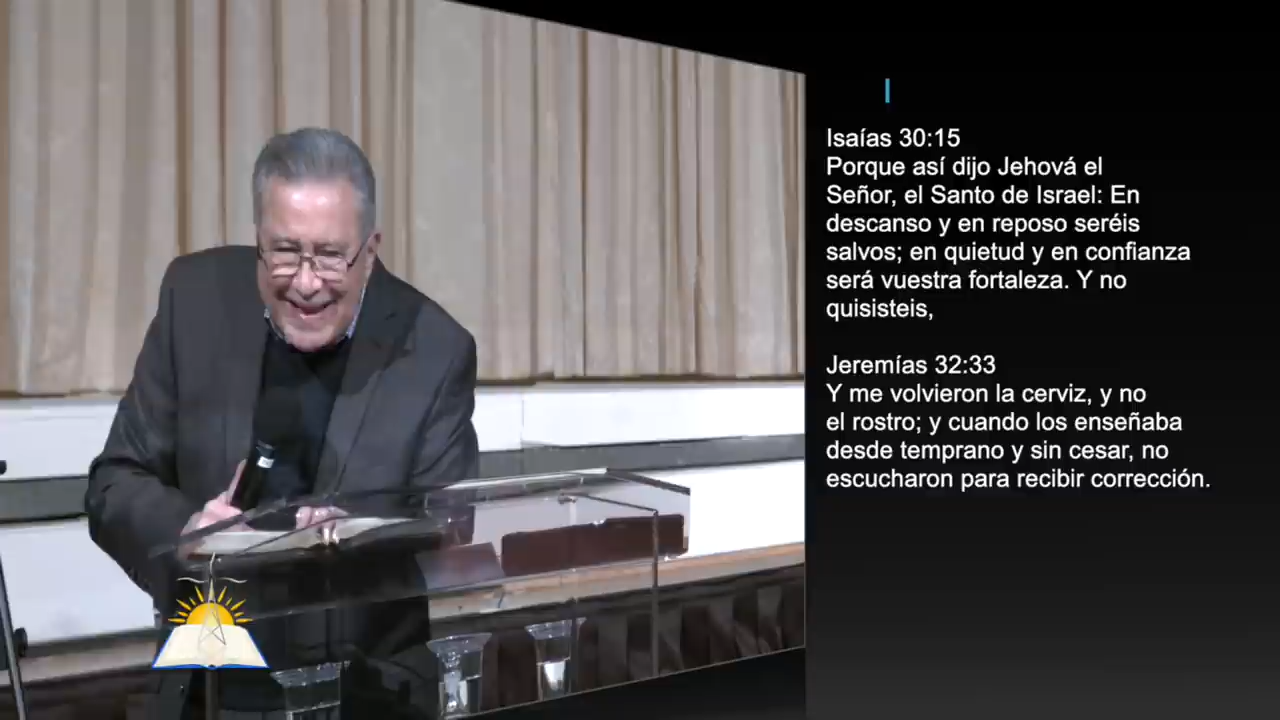 Isaías 30:15
Porque así dijo Jehová el
Señor, el Santo de Israel: En
descanso y en reposo seréis
salvos; en quietud y en confianza
será vuestra fortaleza. Y no
quisisteis,
Jeremías 32:33
Y me volvieron la cerviz, y no
el rostro; y cuando los enseñaba
desde temprano y sin cesar, no
escucharon para recibir corrección.